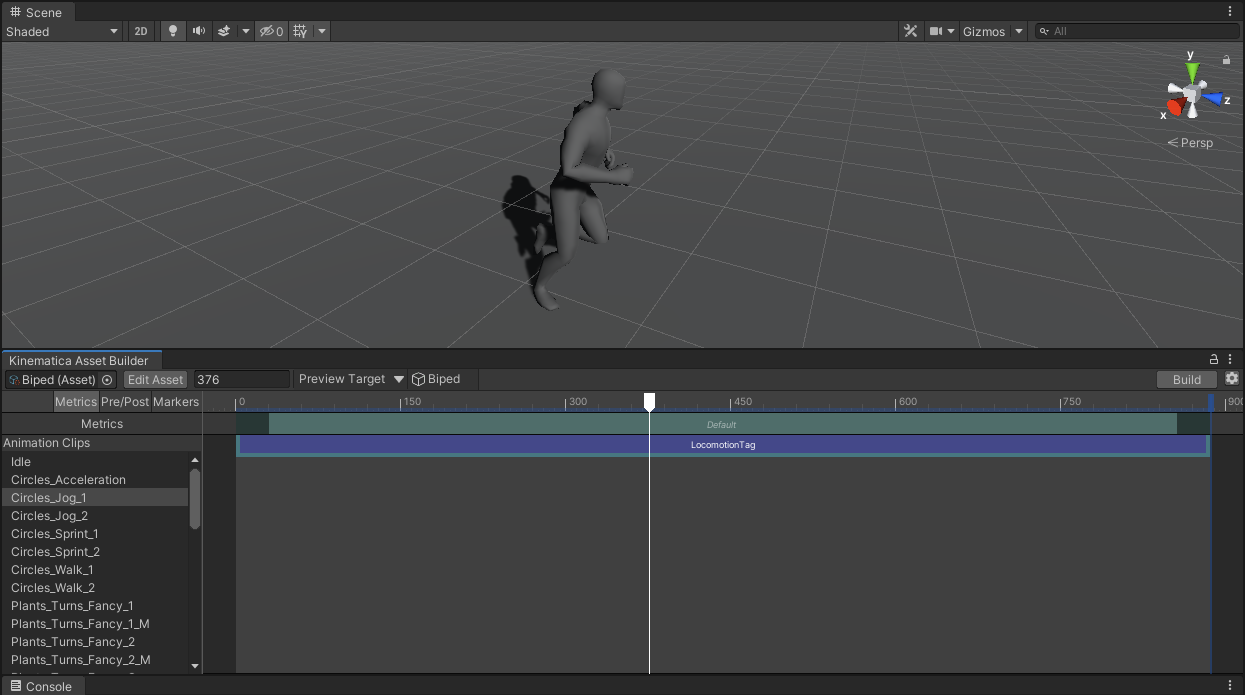 Scene
Shaded 2D 0 Gizmos All
y
z
x
Persp
Kinematica Asset Builder
Biped (Asset) Edit Asset 376 Preview Target Biped Build
Metrics Pre/Post Markers 0 150 300 450 600 750 900
Metrics Default
Animation Clips LocomotionTag
Idle
Circles_Acceleration
Circles_Jog_1
Circles_Jog_2
Circles_Sprint_1
Circles_Sprint_2
Circles_Walk_1
Circles_Walk_2
Plants_Turns_Fancy_1
Plants_Turns_Fancy_1_M
Plants_Turns_Fancy_2
Plants_Turns_Fancy_2_M
Console